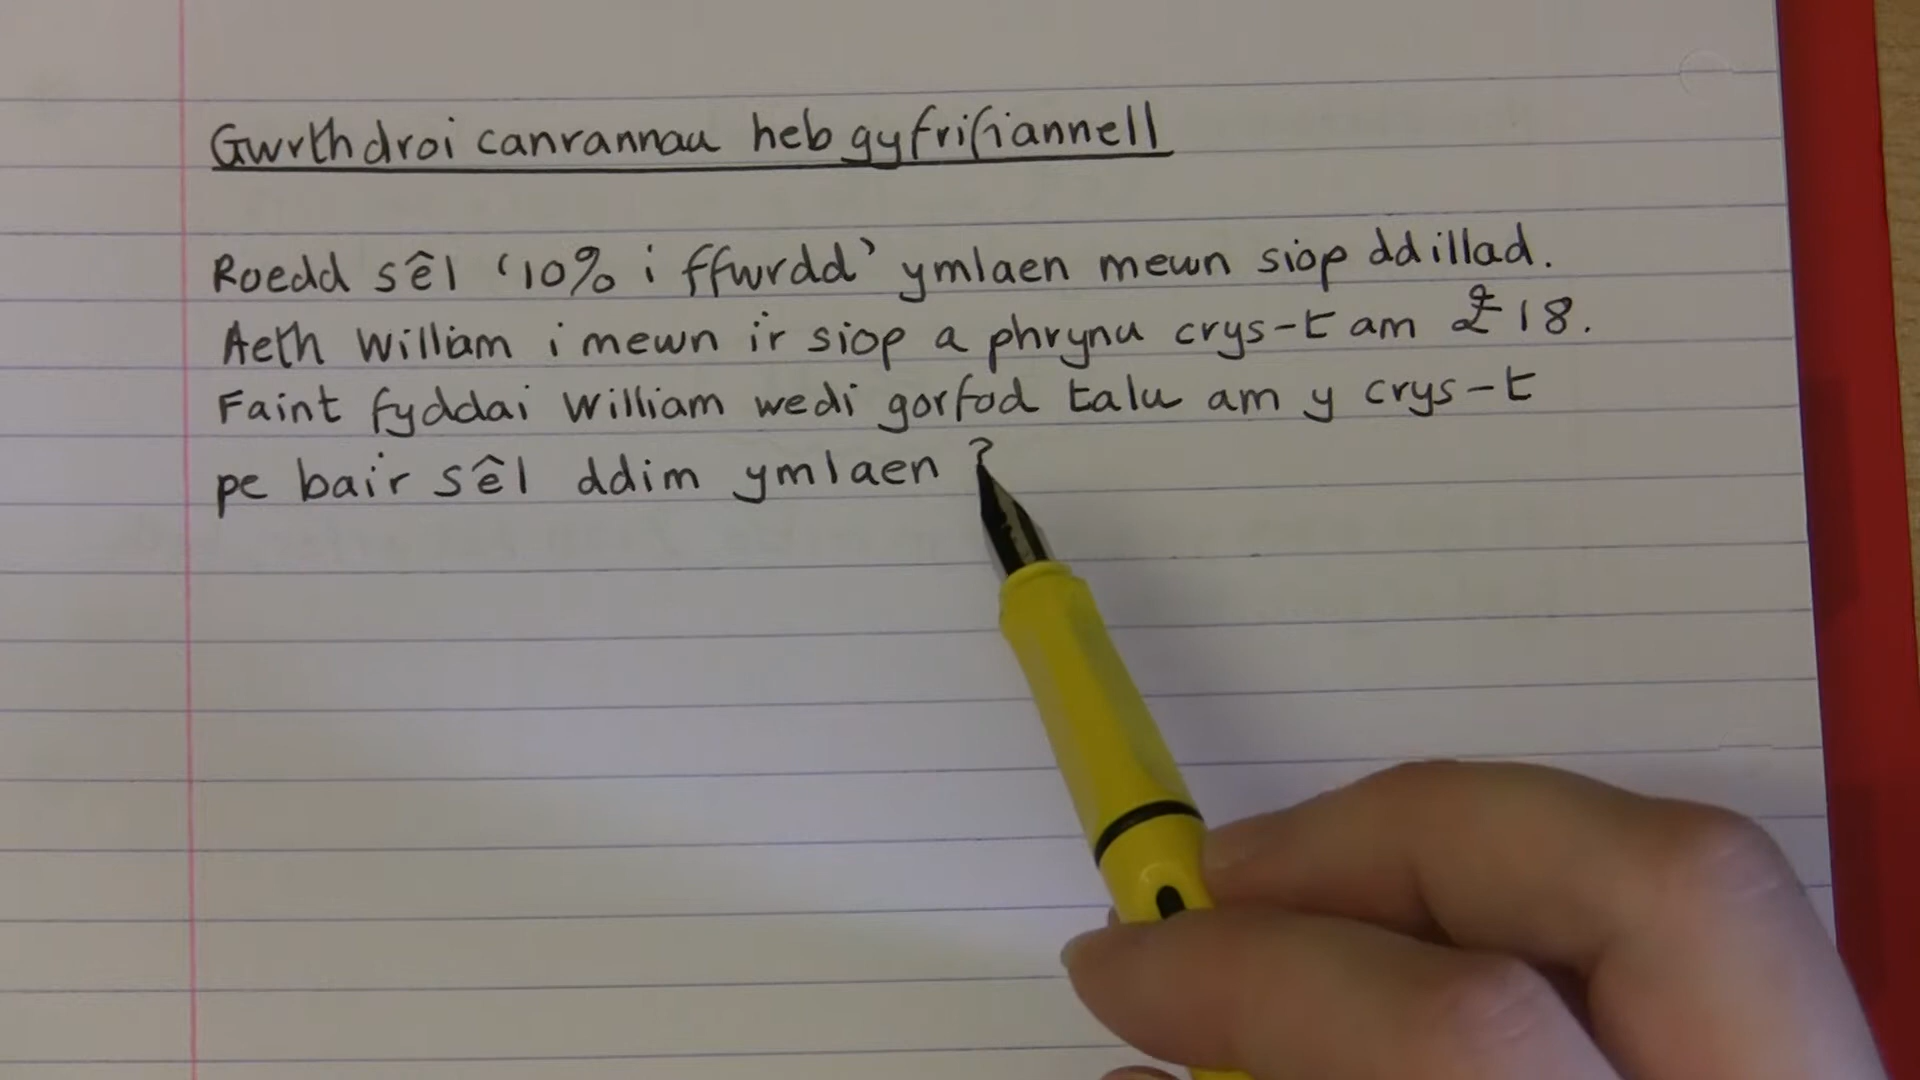 Gwrthdroi canrannau heb gyfrifiannell
Roedd sêl '10% i ffwrdd' ymlaen mewn siop ddillad.
Aeth William i mewn i'r siop a phrynu crys-t am £18.
Faint fyddai William wedi gorfod talu am y crys-t
pe bai'r sêl ddim ymlaen?